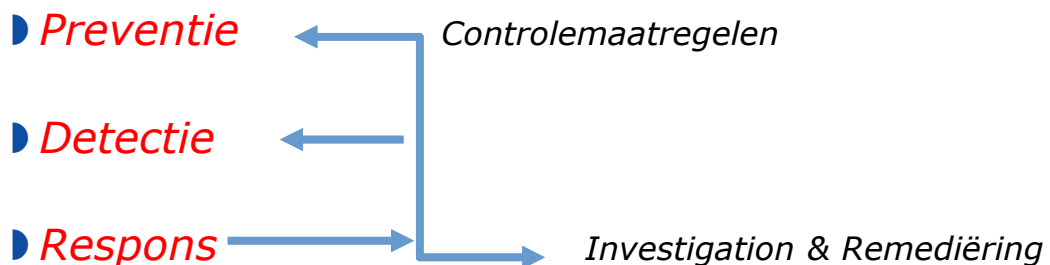 Preventie
Controlemaatregelen
Detectie
Respons
Investigation & Remediëring